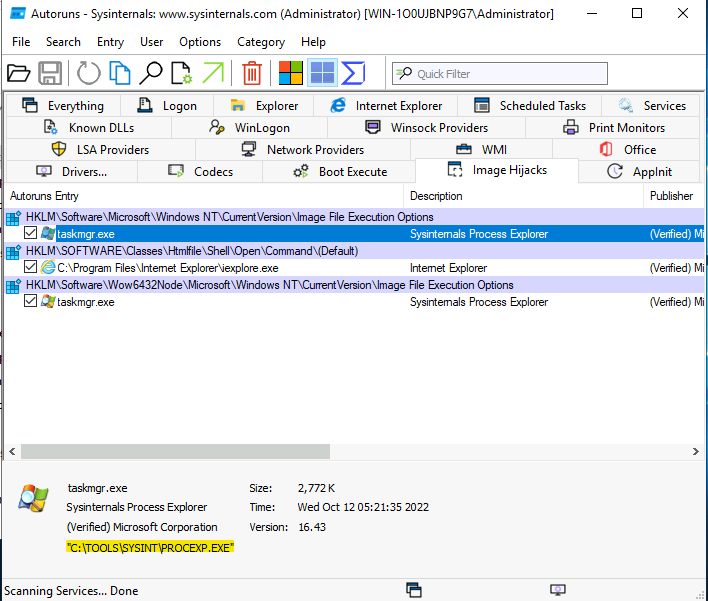 Autoruns - Sysinternals: www.sysinternals.com (Administrator) [WIN-1O0UJBNP9G7\Administrator]
File Search Entry User Options Category Help
Quick Filter
Everything Logon Explorer Internet Explorer Scheduled Tasks Services
Known DLLs WinLogon Winsock Providers Print Monitors
LSA Providers Network Providers WMI Office
Drivers... Codecs Boot Execute Image Hijacks AppInit
Autoruns Entry Description Publisher
HKLM\Software\Microsoft\Windows NT\CurrentVersion\Image File Execution Options
taskmgr.exe Sysinternals Process Explorer (Verified) Mi
HKLM\SOFTWARE\Classes\Htmlfile\Shell\Open\Command\(Default)
C:\Program Files\Internet Explorer\iexplore.exe Internet Explorer (Verified) Mi
HKLM\Software\Wow6432Node\Microsoft\Windows NT\CurrentVersion\Image File Execution Options
taskmgr.exe Sysinternals Process Explorer (Verified) Mi
taskmgr.exe Size: 2,772 K
Sysinternals Process Explorer Time: Wed Oct 12 05:21:35 2022
(Verified) Microsoft Corporation Version: 16.43
"C:\TOOLS\SYSINT\PROCEXP.EXE"
Scanning Services... Done